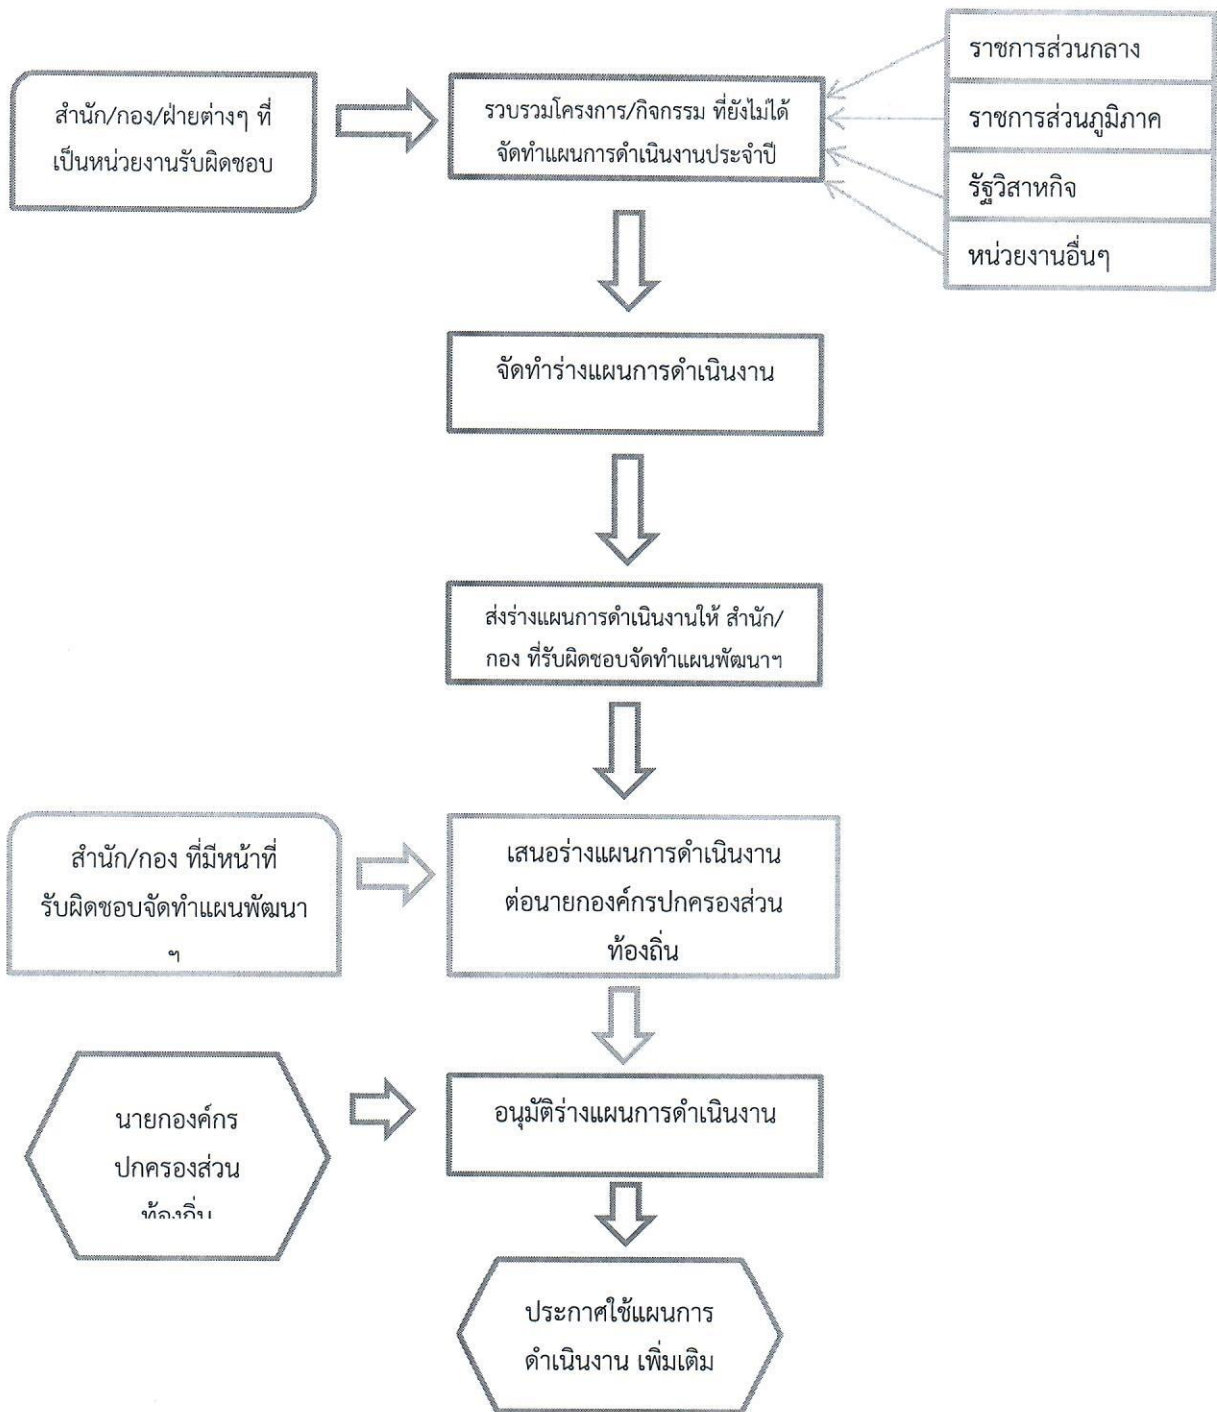 สำนัก/กอง/ฝ่ายต่างๆ ที่
เป็นหน่วยงานรับผิดชอบ
รวบรวมโครงการ/กิจกรรม ที่ยังไม่ได้
จัดทำแผนการดำเนินงานประจำปี
ราชการส่วนกลาง
ราชการส่วนภูมิภาค
รัฐวิสาหกิจ
หน่วยงานอื่นๆ
จัดทำร่างแผนการดำเนินงาน
ส่งร่างแผนการดำเนินงานให้ สำนัก/
กอง ที่รับผิดชอบจัดทำแผนพัฒนาฯ
สำนัก/กอง ที่มีหน้าที่
รับผิดชอบจัดทำแผนพัฒนา
ฯ
เสนอร่างแผนการดำเนินงาน
ต่อนายกองค์กรปกครองส่วน
ท้องถิ่น
นายกองค์กร
ปกครองส่วน
ท้องถิ่น
อนุมัติร่างแผนการดำเนินงาน
ประกาศใช้แผนการ
ดำเนินงาน เพิ่มเติม